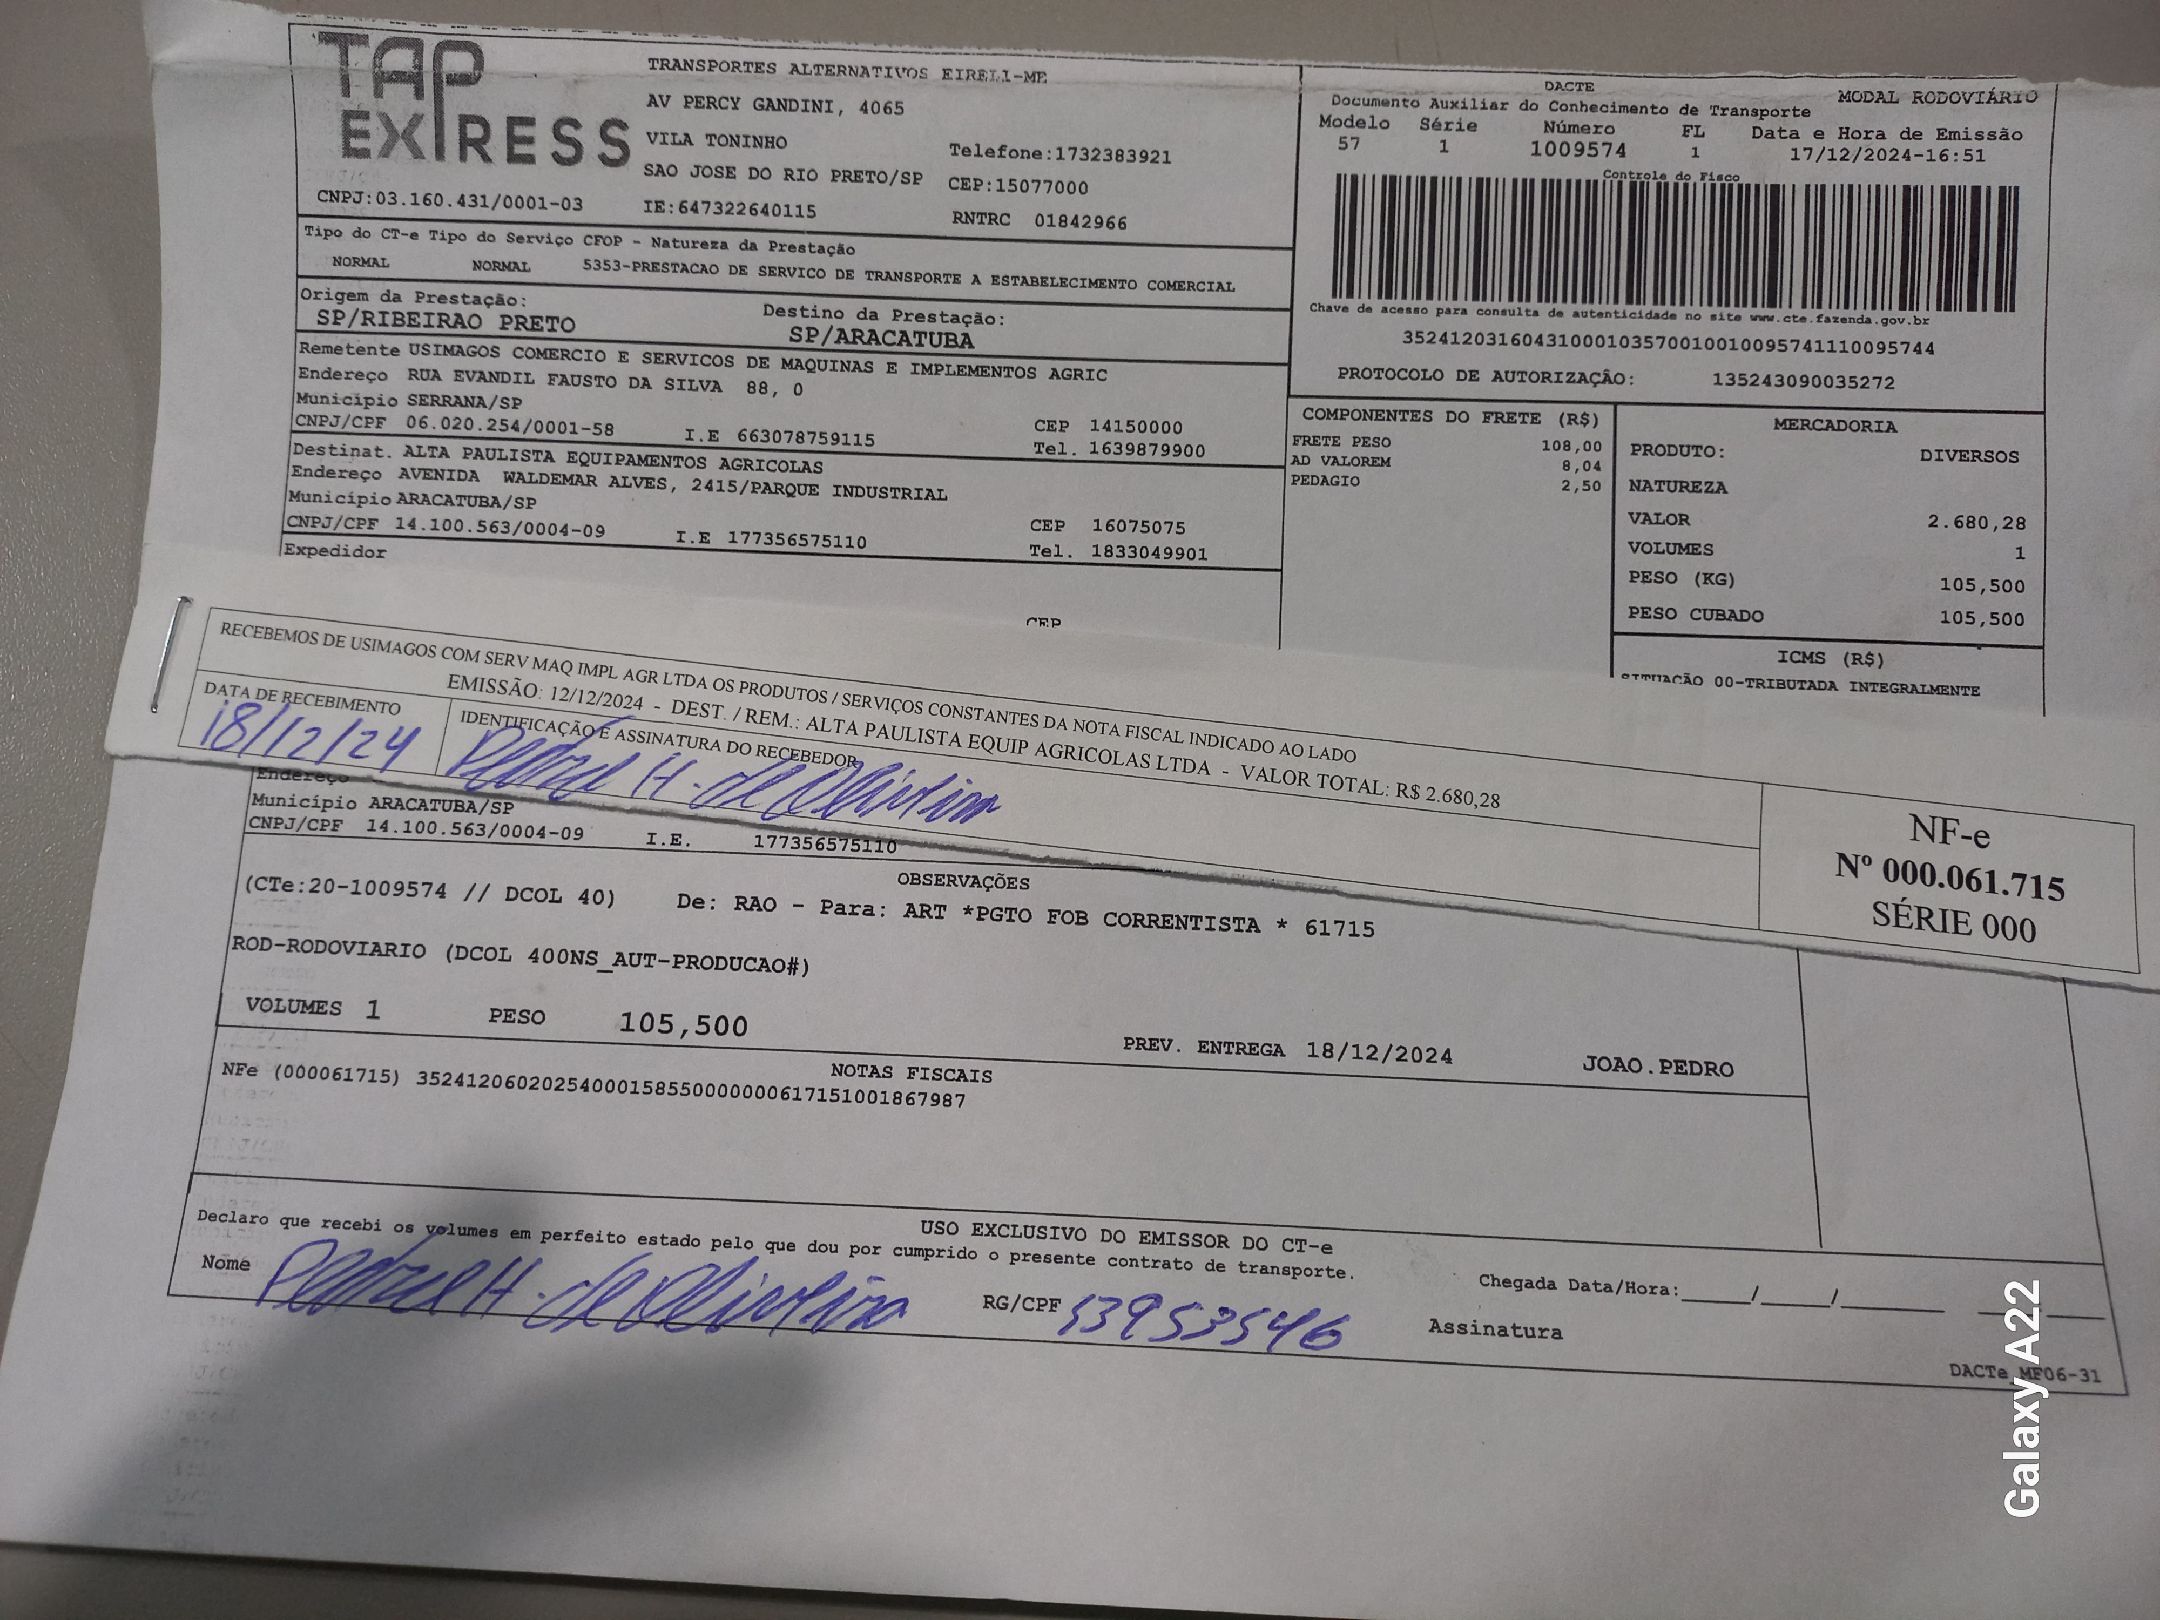 TAP EXPRESS
TRANSPORTES ALTERNATIVOS EIRELI-ME
AV PERCY GANDINI, 4065
VILA TONINHO
Telefone:1732383921
SAO JOSE DO RIO PRETO/SP CEP:15077000
CNPJ:03.160.431/0001-03 IE:647322640115 RNTRC 01842966
DACTE
MODAL RODOVIÁRIO
Documento Auxiliar do Conhecimento de Transporte
Modelo Série Número FL Data e Hora de Emissão
57 1 1009574 1 17/12/2024-16:51
Controle do Fisco
Chave de acesso para consulta de autenticidade no site www.cte.fazenda.gov.br
35241203160431000103570010010095741110095744
PROTOCOLO DE AUTORIZAÇÃO: 135243090035272
Tipo do CT-e Tipo do Serviço CFOP - Natureza da Prestação
NORMAL NORMAL 5353-PRESTACAO DE SERVICO DE TRANSPORTE A ESTABELECIMENTO COMERCIAL
Origem da Prestação: Destino da Prestação:
SP/RIBEIRAO PRETO SP/ARACATUBA
Remetente USIMAGOS COMERCIO E SERVICOS DE MAQUINAS E IMPLEMENTOS AGRIC
Endereço RUA EVANDIL FAUSTO DA SILVA 88, 0
Município SERRANA/SP CEP 14150000
CNPJ/CPF 06.020.254/0001-58 I.E 663078759115 Tel. 1639879900
Destinat. ALTA PAULISTA EQUIPAMENTOS AGRICOLAS
Endereço AVENIDA WALDEMAR ALVES, 2415/PARQUE INDUSTRIAL
Município ARACATUBA/SP CEP 16075075
CNPJ/CPF 14.100.563/0004-09 I.E 177356575110 Tel. 1833049901
Expedidor
CEP
COMPONENTES DO FRETE (R$)
FRETE PESO 108,00
AD VALOREM 8,04
PEDAGIO 2,50
MERCADORIA
PRODUTO: DIVERSOS
NATUREZA
VALOR 2.680,28
VOLUMES 1
PESO (KG) 105,500
PESO CUBADO 105,500
ICMS (R$)
SITUAÇÃO 00-TRIBUTADA INTEGRALMENTE
RECEBEMOS DE USIMAGOS COM SERV MAQ IMPL AGR LTDA OS PRODUTOS / SERVIÇOS CONSTANTES DA NOTA FISCAL INDICADO AO LADO
EMISSÃO: 12/12/2024 - DEST. / REM.: ALTA PAULISTA EQUIP AGRICOLAS LTDA - VALOR TOTAL: R$ 2.680,28
DATA DE RECEBIMENTO IDENTIFICAÇÃO E ASSINATURA DO RECEBEDOR
18/12/24 H. de Oliveira
NF-e
Nº 000.061.715
SÉRIE 000
Endereço
Município ARACATUBA/SP
CNPJ/CPF 14.100.563/0004-09 I.E. 177356575110
OBSERVAÇÕES
(CTe:20-1009574 // DCOL 40) De: RAO - Para: ART *PGTO FOB CORRENTISTA * 61715
ROD-RODOVIARIO (DCOL 400NS_AUT-PRODUCAO#)
VOLUMES 1 PESO 105,500 PREV. ENTREGA 18/12/2024 JOAO.PEDRO
NOTAS FISCAIS
NFe (000061715) 35241206020254000158550000000617151001867987
USO EXCLUSIVO DO EMISSOR DO CT-e
Declaro que recebi os volumes em perfeito estado pelo que dou por cumprido o presente contrato de transporte.
Nome H. de Oliveira RG/CPF Chegada Data/Hora:____/____/______
Assinatura
DACTe_MF06-31
Galaxy A22